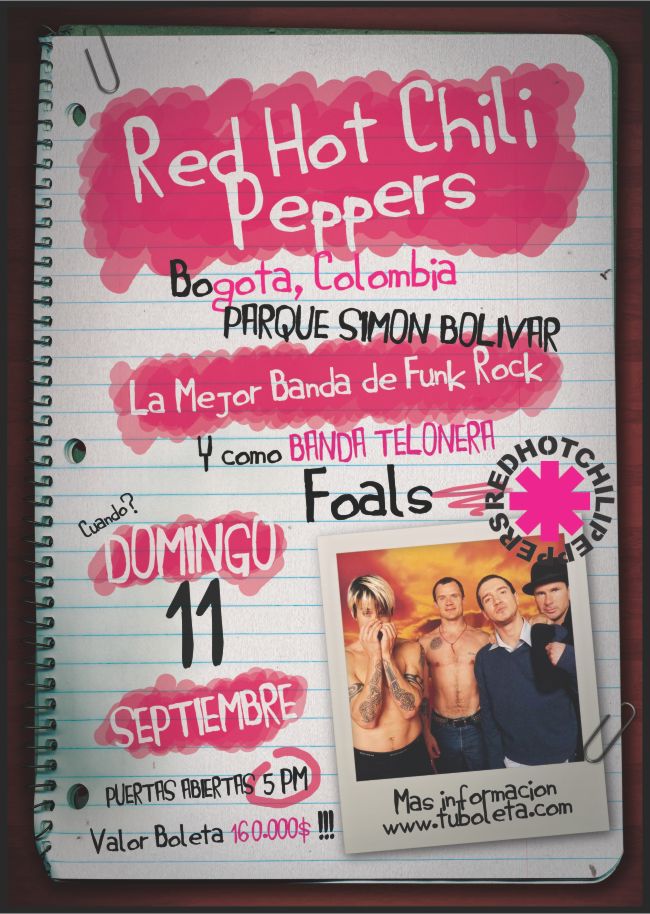 Red Hot Chili
Peppers
Bogota, Colombia
PARQUE SIMON BOLIVAR
La Mejor Banda de Funk Rock
Y como BANDA TELONERA
Foals
REDHOTCHILIPEPPERS
Cuando?
DOMINGO
11
SEPTIEMBRE
PUERTAS ABIERTAS 5 PM
Valor Boleta 160.000$ !!!
Mas informacion
www.tuboleta.com